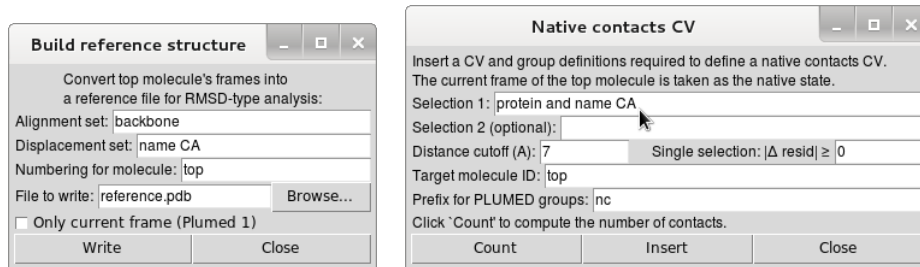 Build reference structure
Convert top molecule's frames into
a reference file for RMSD-type analysis:
Alignment set: backbone
Displacement set: name CA
Numbering for molecule: top
File to write: reference.pdb Browse...
Only current frame (Plumed 1)
Write Close
Native contacts CV
Insert a CV and group definitions required to define a native contacts CV.
The current frame of the top molecule is taken as the native state.
Selection 1: protein and name CA
Selection 2 (optional):
Distance cutoff (A): 7 Single selection: |Δ resid| ≥ 0
Target molecule ID: top
Prefix for PLUMED groups: nc
Click `Count' to compute the number of contacts.
Count Insert Close